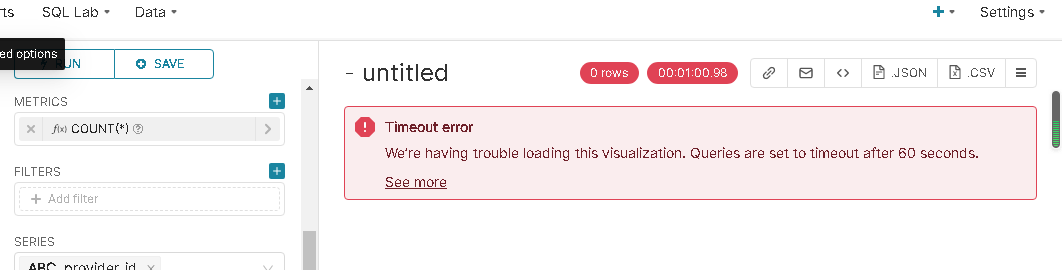 rts SQL Lab Data + Settings
ed options
UN SAVE
- untitled 0 rows 00:01:00.98 .JSON .CSV
METRICS
f(x) COUNT(*)
Timeout error
We're having trouble loading this visualization. Queries are set to timeout after 60 seconds.
See more
FILTERS
+ Add filter
SERIES
ABC provider_id ×